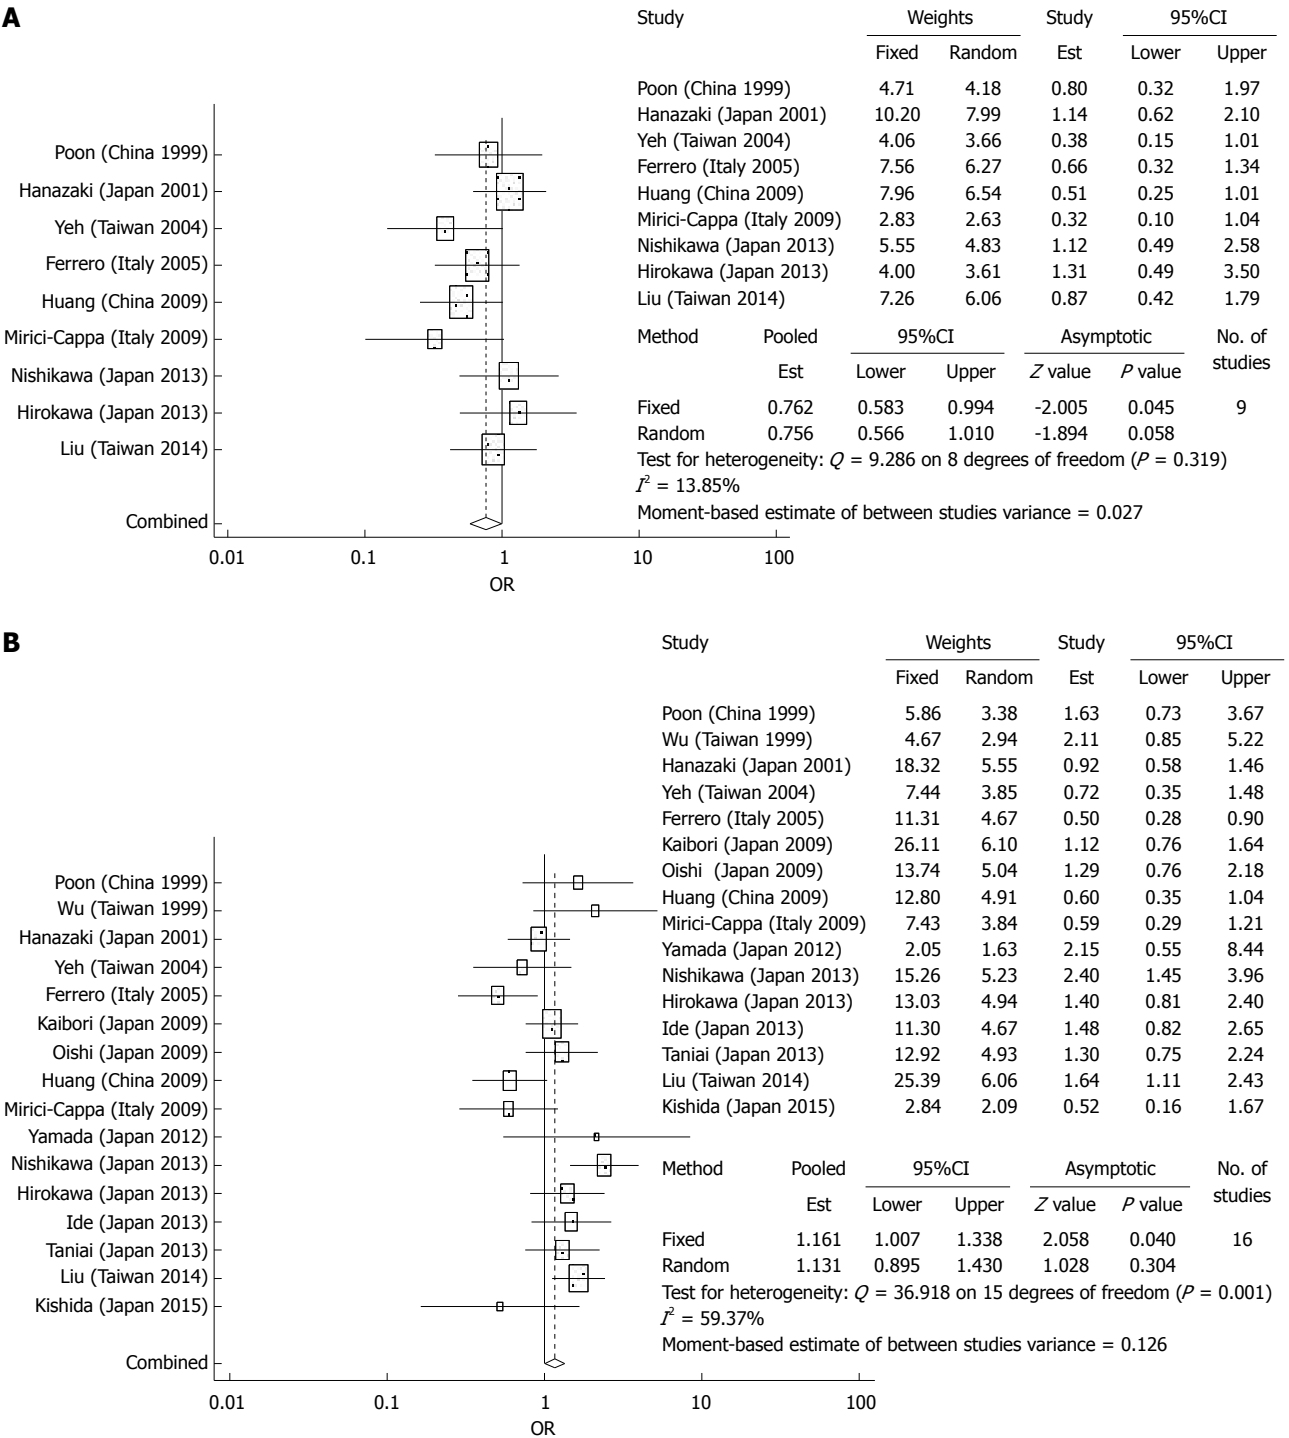 A
Study Weights Study 95%CI
Fixed Random Est Lower Upper
Poon (China 1999) 4.71 4.18 0.80 0.32 1.97
Hanazaki (Japan 2001) 10.20 7.99 1.14 0.62 2.10
Yeh (Taiwan 2004) 4.06 3.66 0.38 0.15 1.01
Ferrero (Italy 2005) 7.56 6.27 0.66 0.32 1.34
Huang (China 2009) 7.96 6.54 0.51 0.25 1.01
Mirici-Cappa (Italy 2009) 2.83 2.63 0.32 0.10 1.04
Nishikawa (Japan 2013) 5.55 4.83 1.12 0.49 2.58
Hirokawa (Japan 2013) 4.00 3.61 1.31 0.49 3.50
Liu (Taiwan 2014) 7.26 6.06 0.87 0.42 1.79
Method Pooled 95%CI Asymptotic No. of
Est Lower Upper Z value P value studies
Fixed 0.762 0.583 0.994 -2.005 0.045 9
Random 0.756 0.566 1.010 -1.894 0.058
Test for heterogeneity: Q = 9.286 on 8 degrees of freedom (P = 0.319)
I² = 13.85%
Moment-based estimate of between studies variance = 0.027
Poon (China 1999)
Hanazaki (Japan 2001)
Yeh (Taiwan 2004)
Ferrero (Italy 2005)
Huang (China 2009)
Mirici-Cappa (Italy 2009)
Nishikawa (Japan 2013)
Hirokawa (Japan 2013)
Liu (Taiwan 2014)
Combined
0.01 0.1 1 10 100
OR
B
Study Weights Study 95%CI
Fixed Random Est Lower Upper
Poon (China 1999) 5.86 3.38 1.63 0.73 3.67
Wu (Taiwan 1999) 4.67 2.94 2.11 0.85 5.22
Hanazaki (Japan 2001) 18.32 5.55 0.92 0.58 1.46
Yeh (Taiwan 2004) 7.44 3.85 0.72 0.35 1.48
Ferrero (Italy 2005) 11.31 4.67 0.50 0.28 0.90
Kaibori (Japan 2009) 26.11 6.10 1.12 0.76 1.64
Oishi (Japan 2009) 13.74 5.04 1.29 0.76 2.18
Huang (China 2009) 12.80 4.91 0.60 0.35 1.04
Mirici-Cappa (Italy 2009) 7.43 3.84 0.59 0.29 1.21
Yamada (Japan 2012) 2.05 1.63 2.15 0.55 8.44
Nishikawa (Japan 2013) 15.26 5.23 2.40 1.45 3.96
Hirokawa (Japan 2013) 13.03 4.94 1.40 0.81 2.40
Ide (Japan 2013) 11.30 4.67 1.48 0.82 2.65
Taniai (Japan 2013) 12.92 4.93 1.30 0.75 2.24
Liu (Taiwan 2014) 25.39 6.06 1.64 1.11 2.43
Kishida (Japan 2015) 2.84 2.09 0.52 0.16 1.67
Method Pooled 95%CI Asymptotic No. of
Est Lower Upper Z value P value studies
Fixed 1.161 1.007 1.338 2.058 0.040 16
Random 1.131 0.895 1.430 1.028 0.304
Test for heterogeneity: Q = 36.918 on 15 degrees of freedom (P = 0.001)
I² = 59.37%
Moment-based estimate of between studies variance = 0.126
Poon (China 1999)
Wu (Taiwan 1999)
Hanazaki (Japan 2001)
Yeh (Taiwan 2004)
Ferrero (Italy 2005)
Kaibori (Japan 2009)
Oishi (Japan 2009)
Huang (China 2009)
Mirici-Cappa (Italy 2009)
Yamada (Japan 2012)
Nishikawa (Japan 2013)
Hirokawa (Japan 2013)
Ide (Japan 2013)
Taniai (Japan 2013)
Liu (Taiwan 2014)
Kishida (Japan 2015)
Combined
0.01 0.1 1 10 100
OR